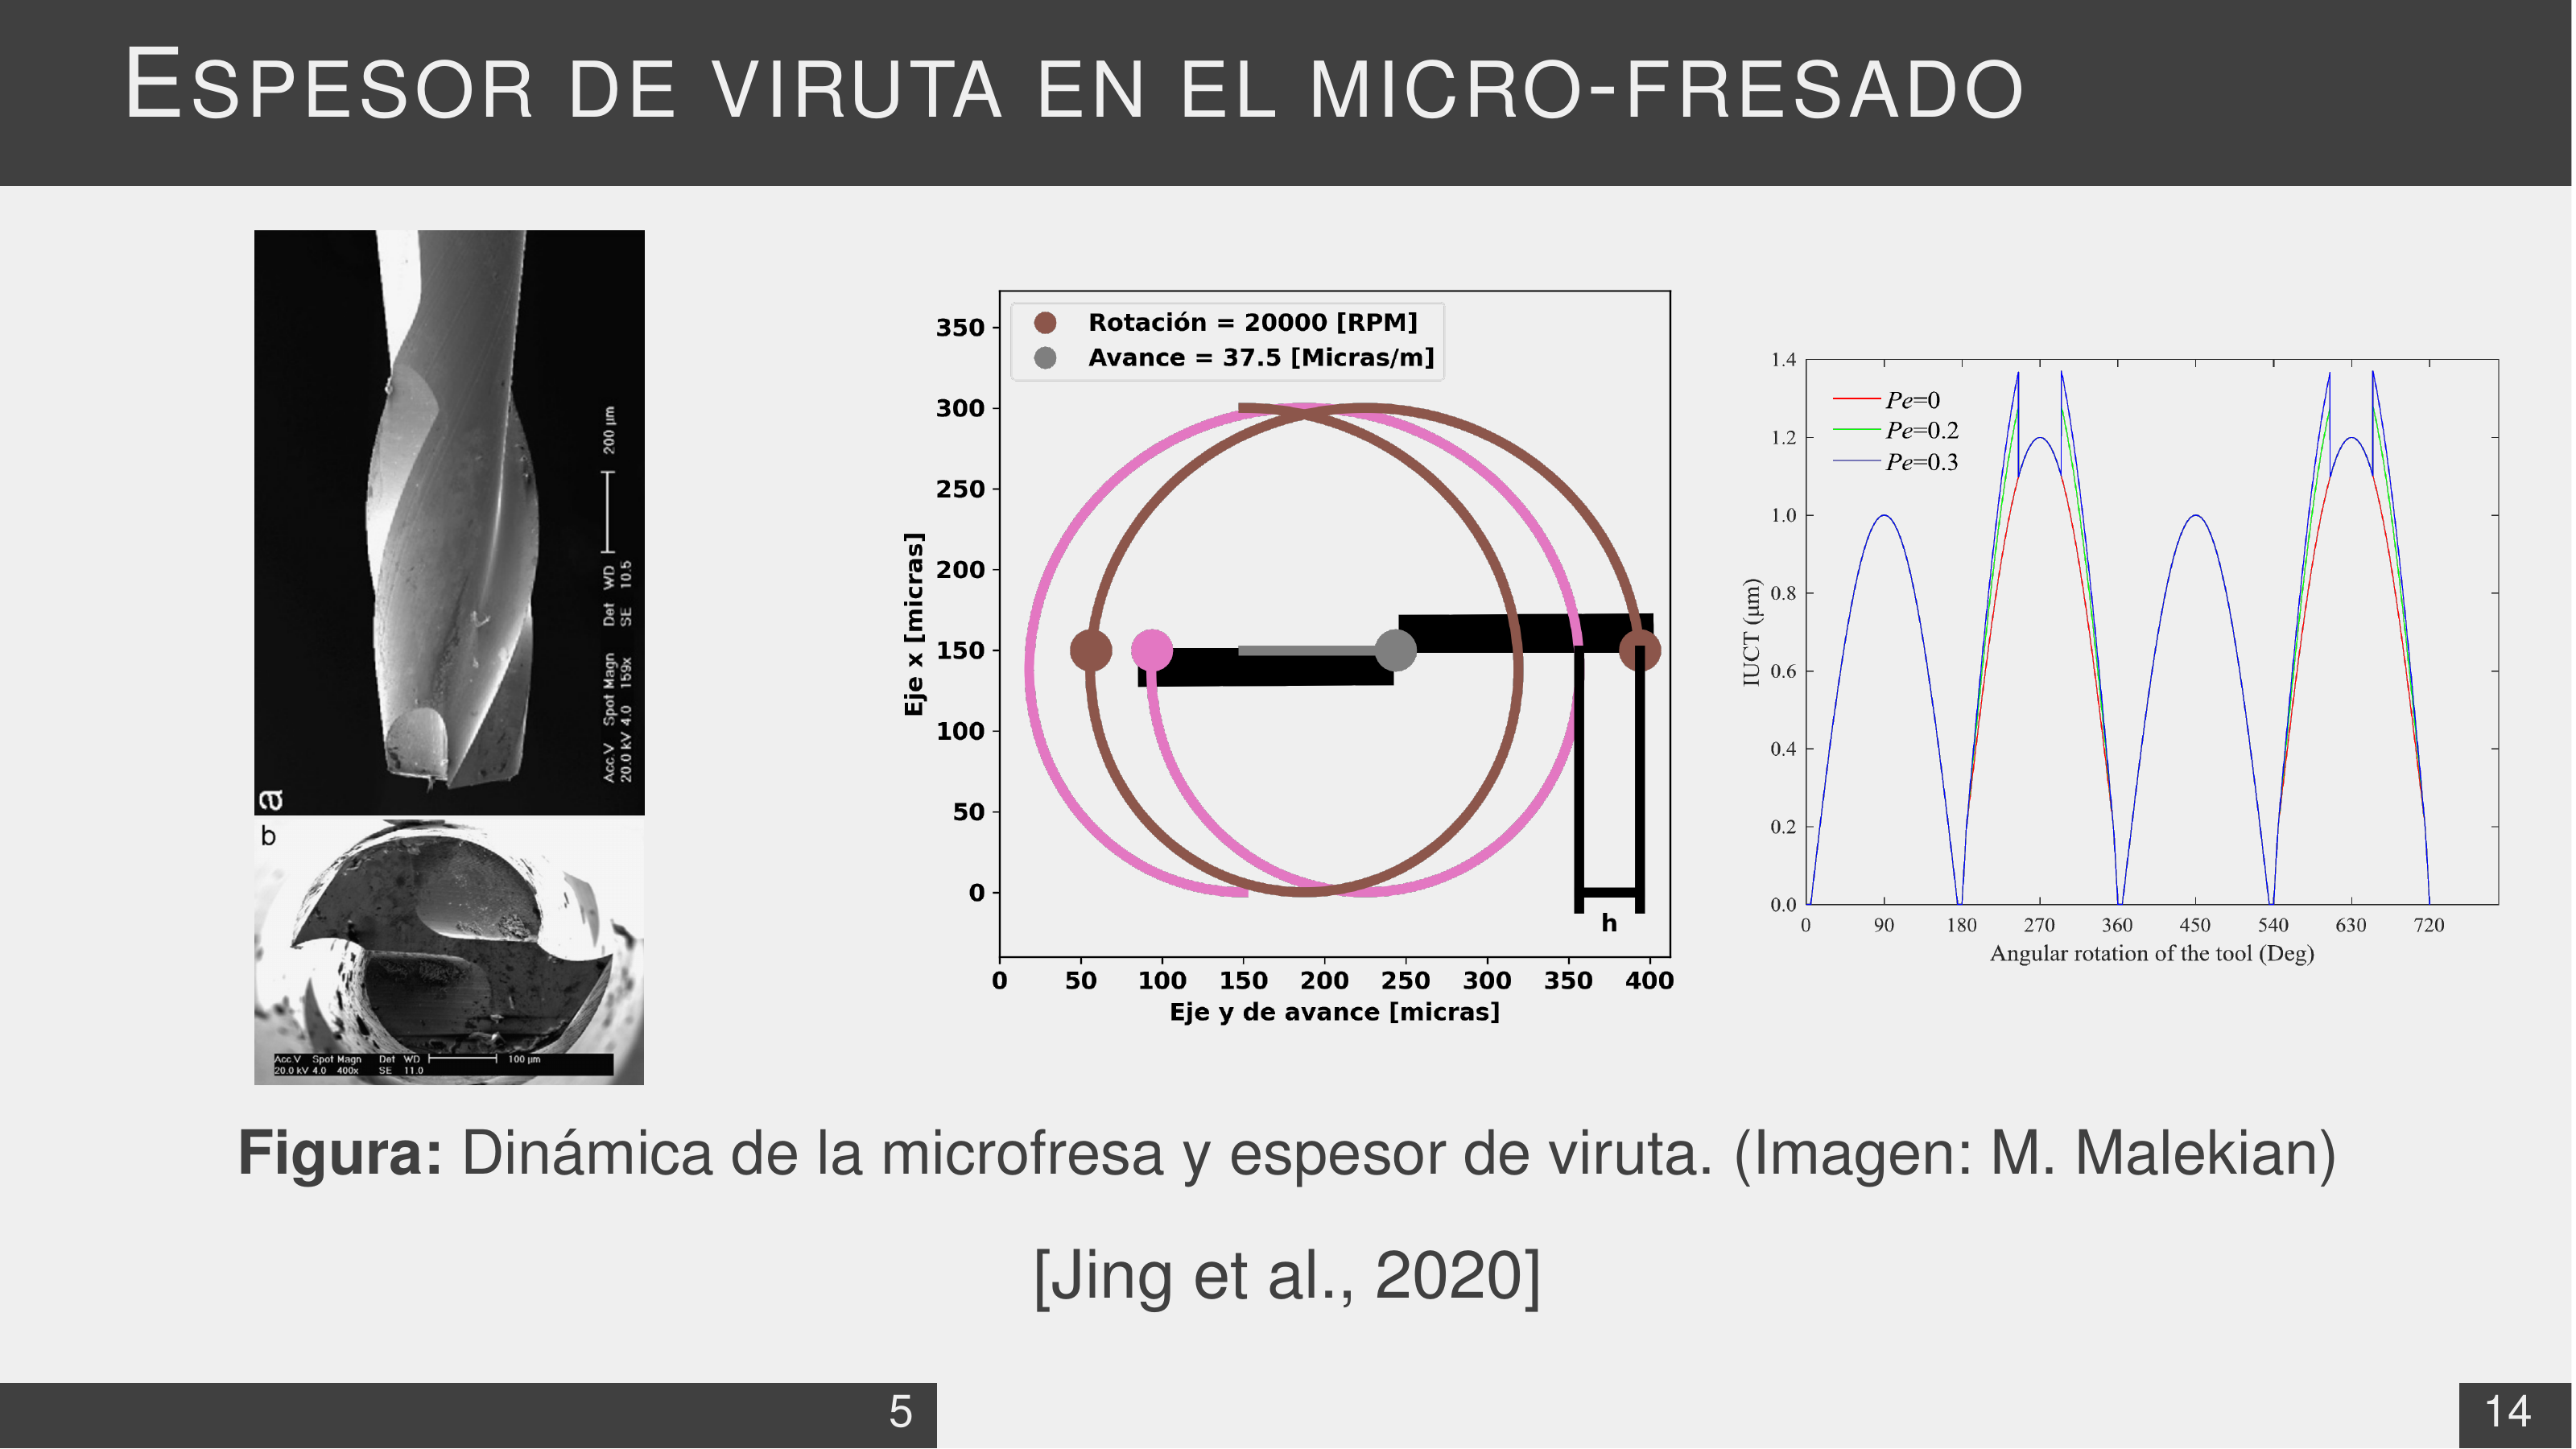 ESPESOR DE VIRUTA EN EL MICRO-FRESADO
a
Acc.V Spot Magn Det WD 200 µm
20.0 kV 4.0 159x SE 10.5
b
Acc.V Spot Magn Det WD 100 µm
20.0 kV 4.0 400x SE 11.0
Rotación = 20000 [RPM]
Avance = 37.5 [Micras/m]
350
300
250
200
150
100
50
0
Eje x [micras]
h
0 50 100 150 200 250 300 350 400
Eje y de avance [micras]
Pe=0
Pe=0.2
Pe=0.3
1.4
1.2
1.0
0.8
0.6
0.4
0.2
0.0
IUCT (µm)
0 90 180 270 360 450 540 630 720
Angular rotation of the tool (Deg)
Figura: Dinámica de la microfresa y espesor de viruta. (Imagen: M. Malekian)
[Jing et al., 2020]
5
14